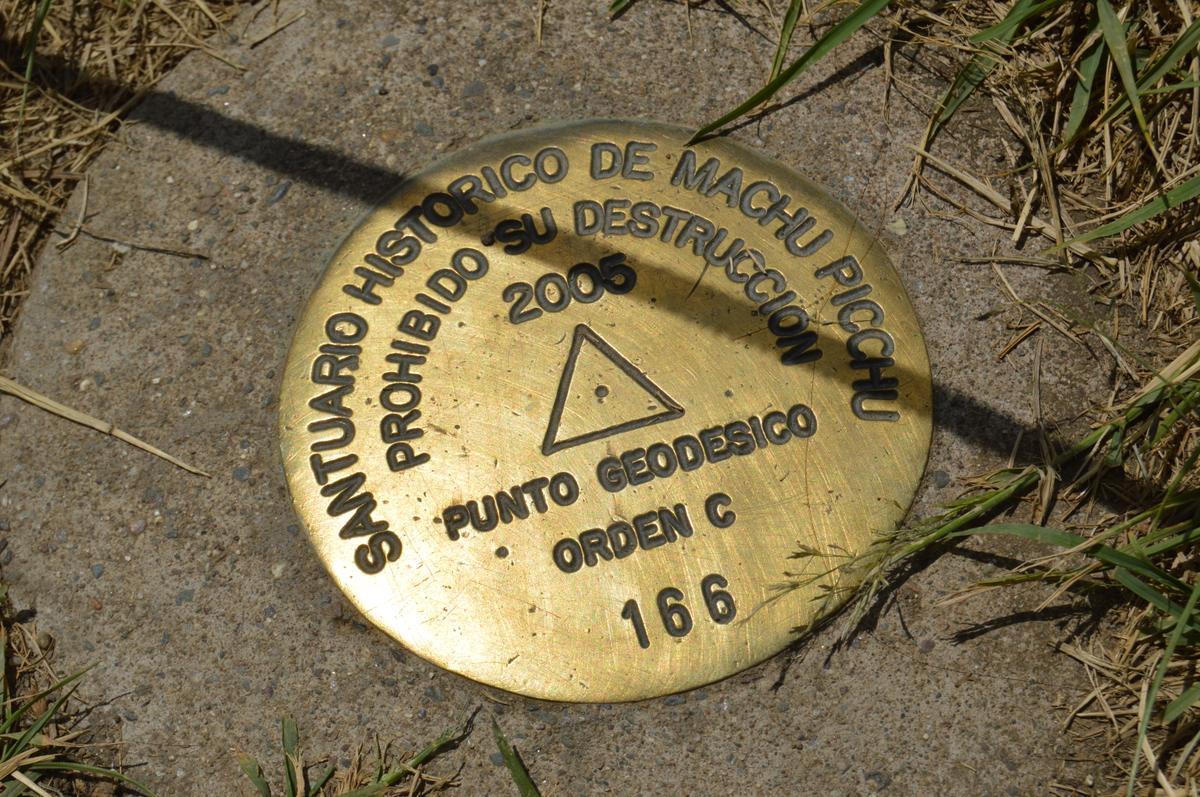 SANTUARIO HISTORICO DE MACHU PICCHU
PROHIBIDO SU DESTRUCCION
2005
PUNTO GEODESICO
ORDEN C
166